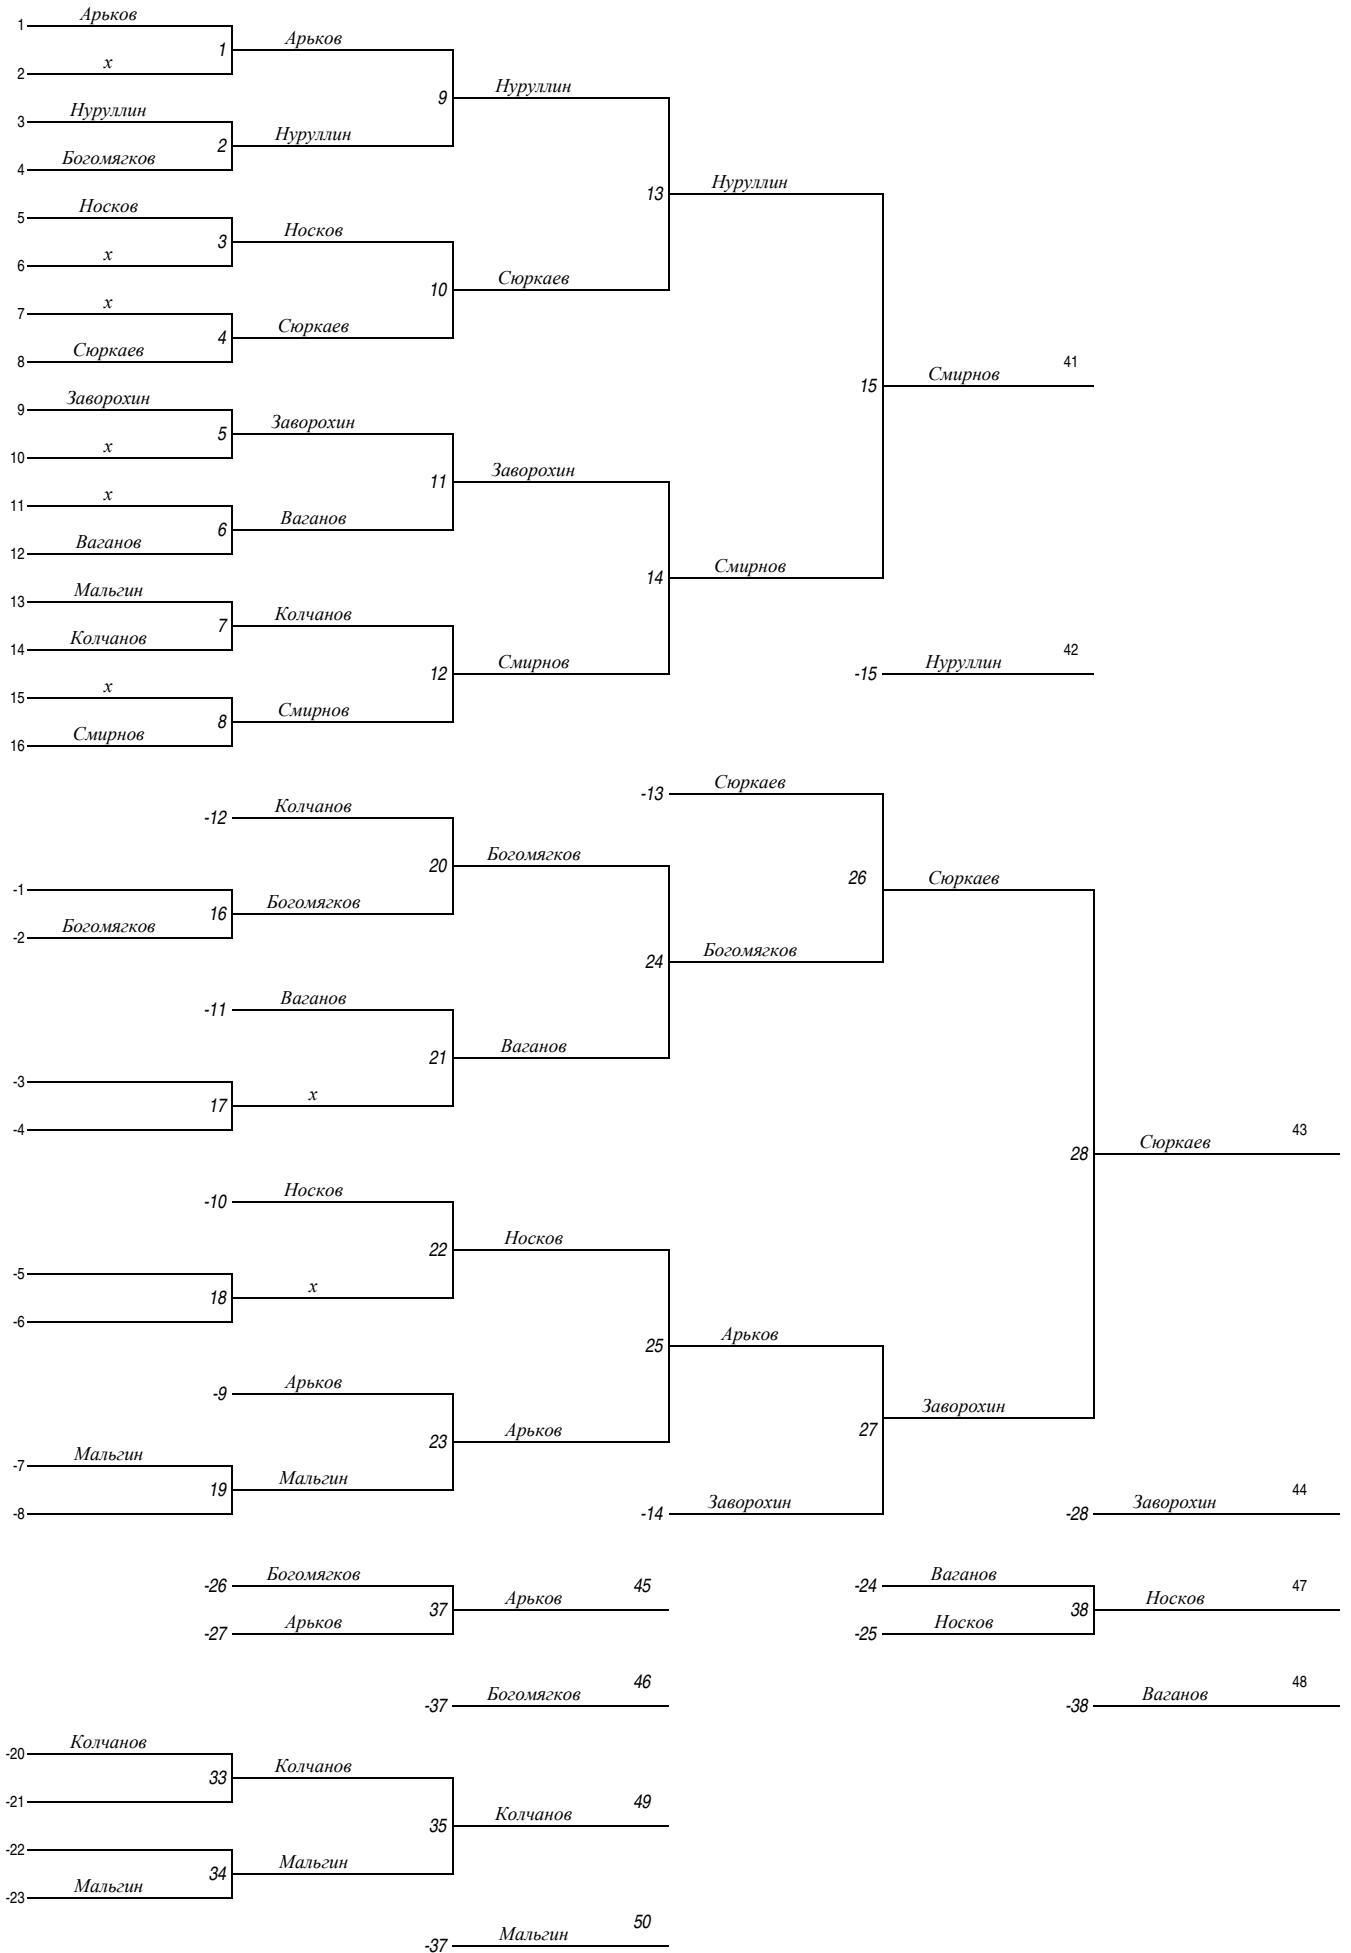 Арьков
1
1 Арьков
x
2
9 Нуруллин
Нуруллин
3
2 Нуруллин
Богомягков
4
13 Нуруллин
Носков
5
3 Носков
x
6
10 Сюркаев
x
7
4 Сюркаев
Сюркаев
8
15 Смирнов 41
Заворохин
9
5 Заворохин
x
10
11 Заворохин
x
11
6 Ваганов
Ваганов
12
14 Смирнов
Мальгин
13
7 Колчанов
Колчанов
14
12 Смирнов
-15 Нуруллин 42
x
15
8 Смирнов
Смирнов
16
-13 Сюркаев
-12 Колчанов
20 Богомягков
26 Сюркаев
-1
16 Богомягков
Богомягков
-2
24 Богомягков
-11 Ваганов
21 Ваганов
-3
17 x
-4
28 Сюркаев 43
-10 Носков
22 Носков
-5
18 x
-6
25 Арьков
-9 Арьков
27 Заворохин
23 Арьков
Мальгин
-7
19 Мальгин
-8
-14 Заворохин
-28 Заворохин 44
-26 Богомягков
37 Арьков 45
-27 Арьков
-24 Ваганов
38 Носков 47
-25 Носков
-37 Богомягков 46
-38 Ваганов 48
Колчанов
-20
33 Колчанов
-21
35 Колчанов 49
-22
34 Мальгин
Мальгин
-23
-37 Мальгин 50